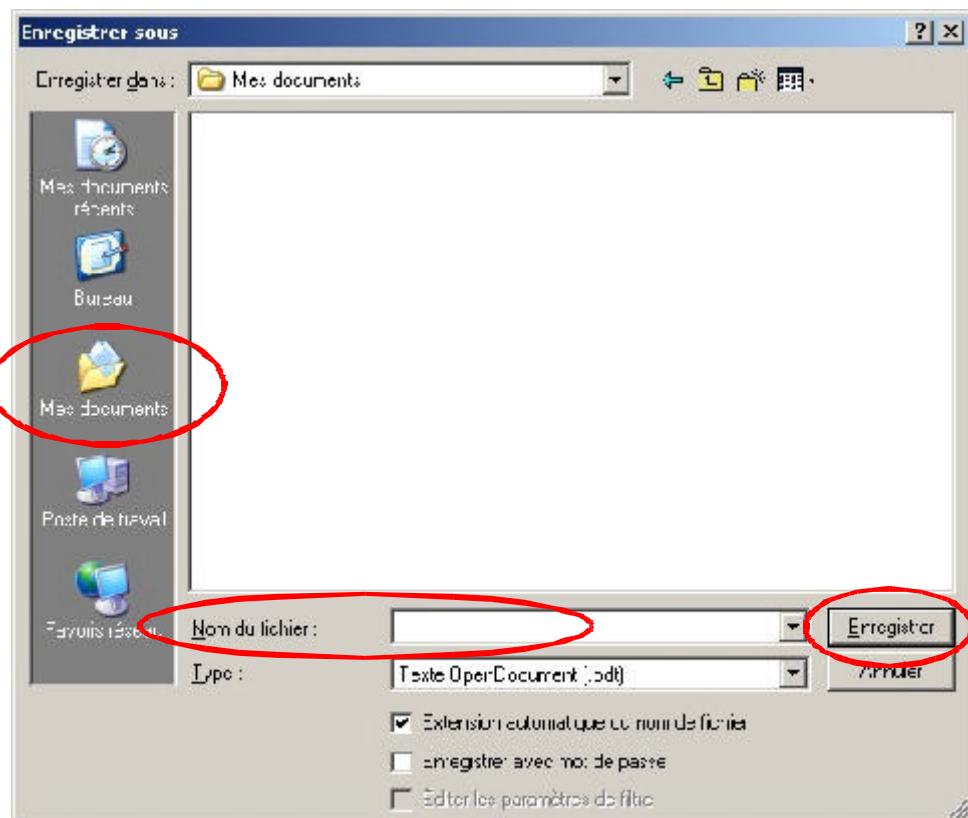 Enregistrer sous
Enregistrer dans :
Mes documents
Mes documents
récents
Bureau
Mes documents
Poste de travail
Favoris réseau
Nom du fichier :
Enregistrer
Type :
Texte OpenDocument (.odt)
Annuler
Extension automatique du nom de fichier
Enregistrer avec mot de passe
Éditer les paramètres de filtre